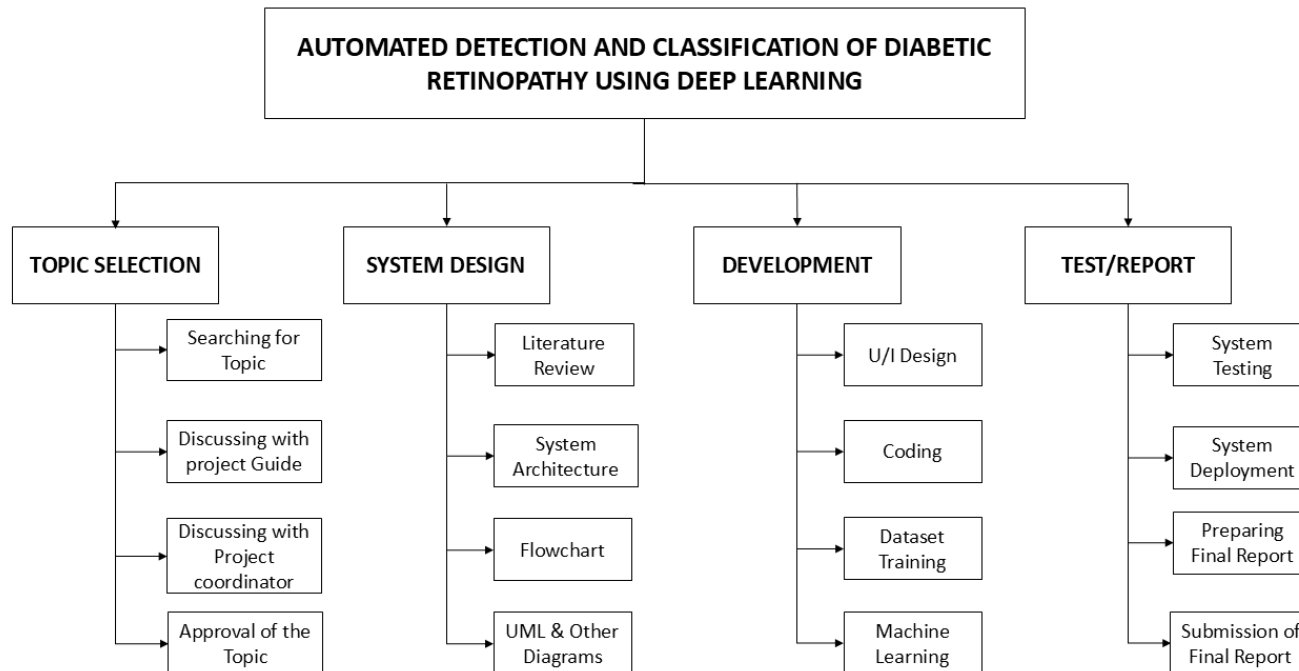 AUTOMATED DETECTION AND CLASSIFICATION OF DIABETIC
RETINOPATHY USING DEEP LEARNING
TOPIC SELECTION
Searching for
Topic
Discussing with
project Guide
Discussing with
Project
coordinator
Approval of the
Topic
SYSTEM DESIGN
Literature
Review
System
Architecture
Flowchart
UML & Other
Diagrams
DEVELOPMENT
U/I Design
Coding
Dataset
Training
Machine
Learning
TEST/REPORT
System
Testing
System
Deployment
Preparing
Final Report
Submission of
Final Report